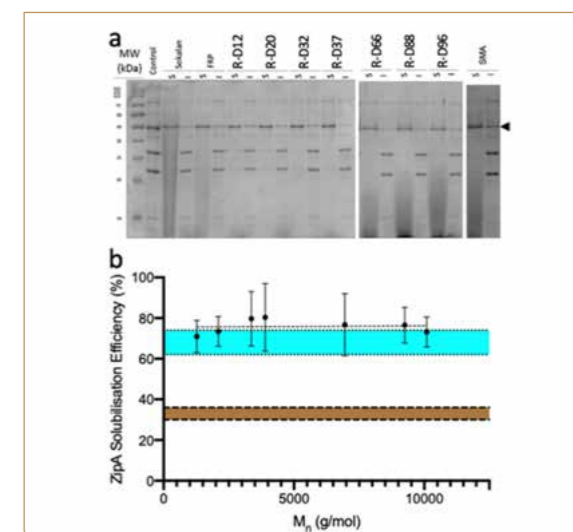 a
MW
(kDa)
Control
Sokalan
FRP
R-D12
R-D20
R-D32
R-D37
R-D66
R-D88
R-D96
SMA
S I S I S I S I S I S I S I S I S I S I
b
ZipA Solubilisation Efficiency (%)
100
80
60
40
20
0
0 5000 10000
Mn (g/mol)